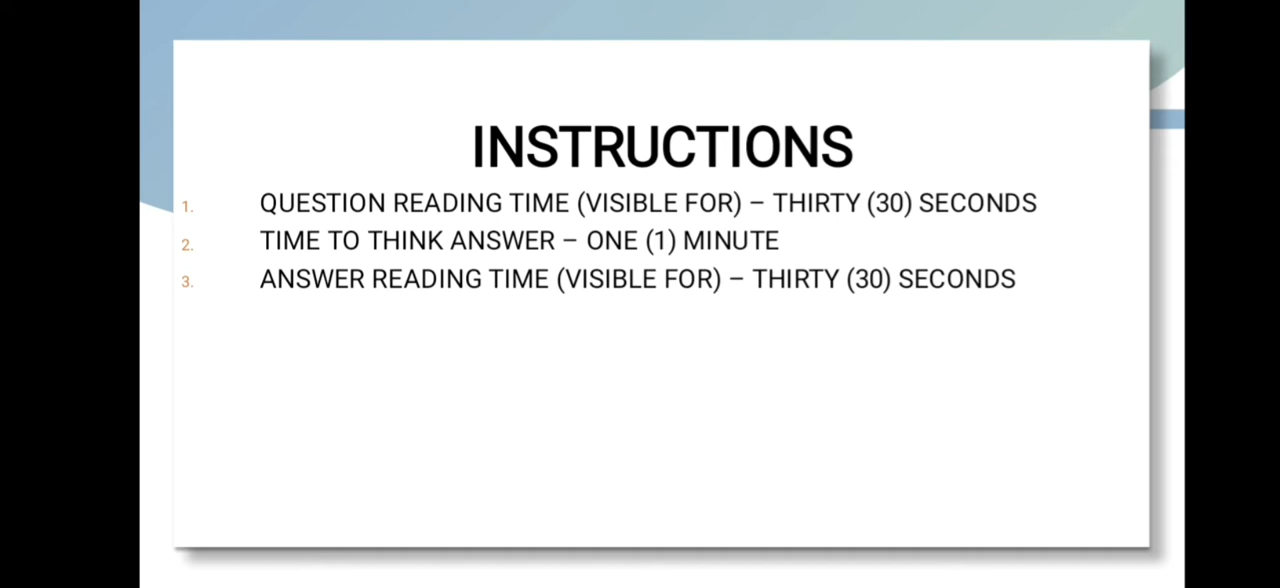 INSTRUCTIONS
1. QUESTION READING TIME (VISIBLE FOR) – THIRTY (30) SECONDS
2. TIME TO THINK ANSWER – ONE (1) MINUTE
3. ANSWER READING TIME (VISIBLE FOR) – THIRTY (30) SECONDS